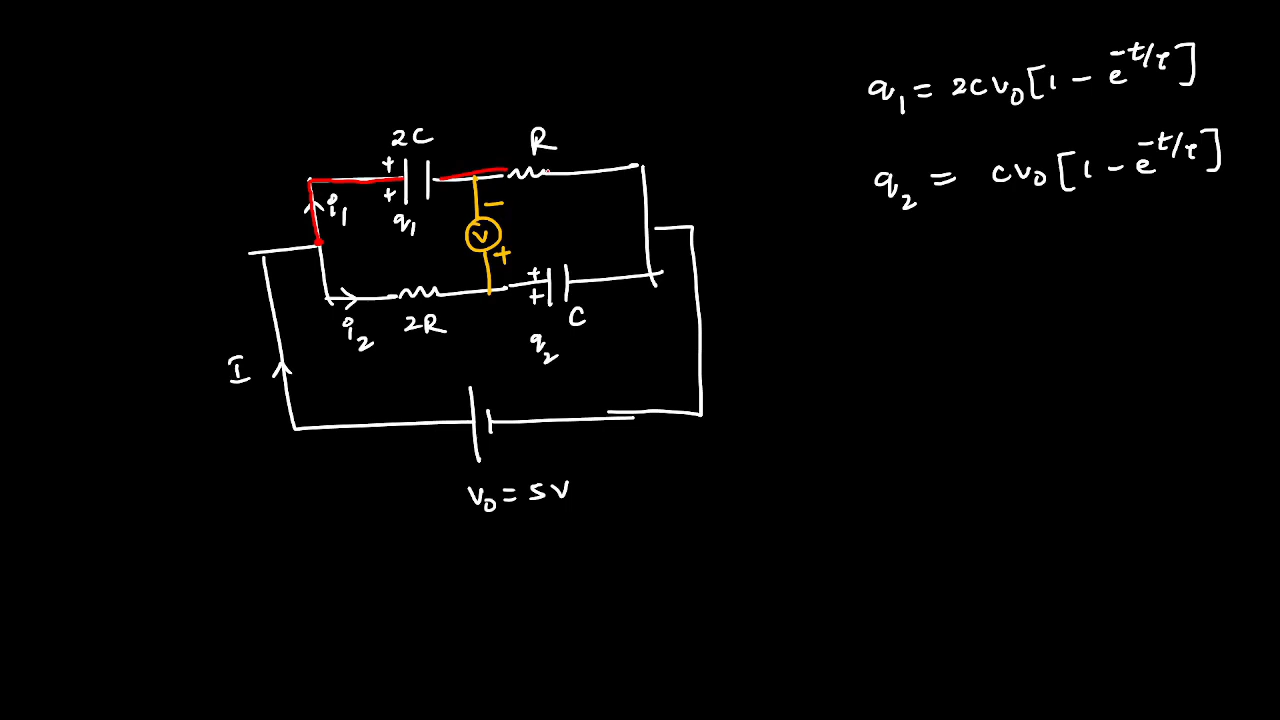 q₁ = 2CV₀[1 - e^{-t/τ}]
2C
R
+
+
i₁
q₁
-
V
+
q₂ = CV₀[1 - e^{-t/τ}]
+
+
i₂
2R
C
q₂
I
V₀ = 5V